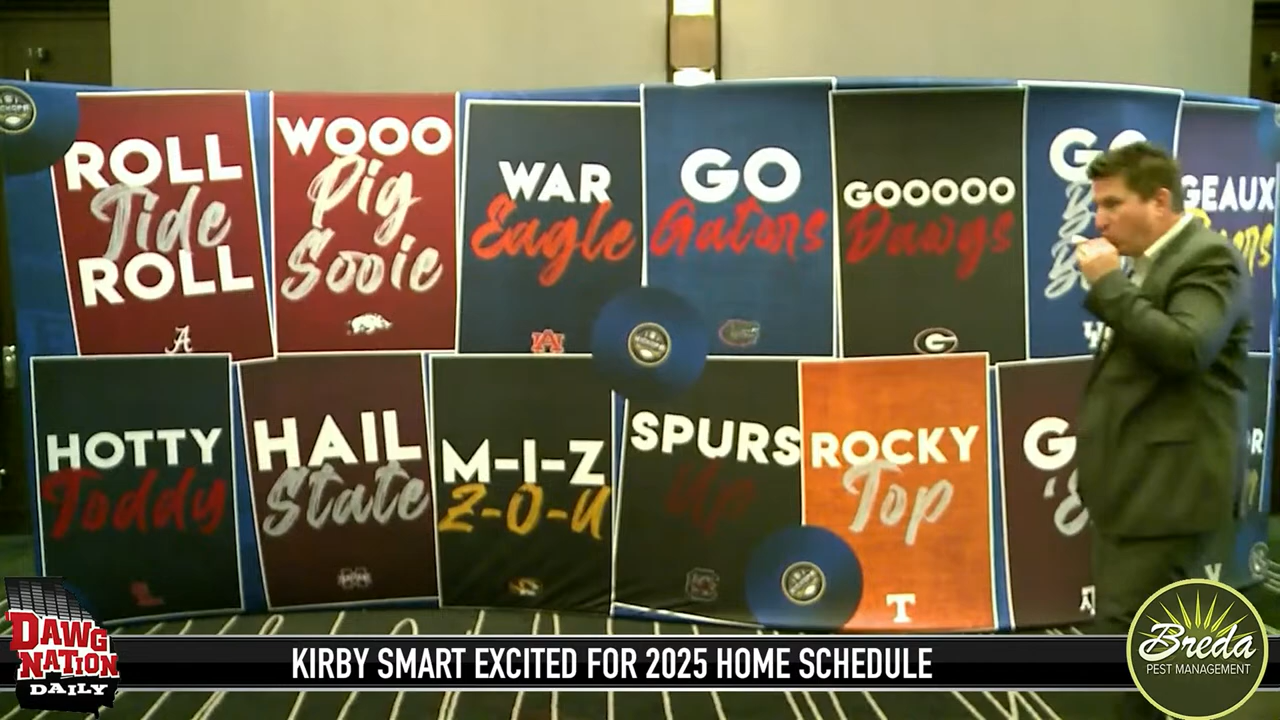 ROLL
Tide
ROLL
WOOO
Pig
Sooie
WAR
Eagle
GO
Gators
GOOOOO
Dawgs
G
GO
GEAUX
HOTTY
Toddy
HAIL
State
M-I-Z
Z-O-U
SPURS
Up
ROCKY
Top
T
G
'E
DAWG
NATION
DAILY
KIRBY SMART EXCITED FOR 2025 HOME SCHEDULE
Breda
PEST MANAGEMENT